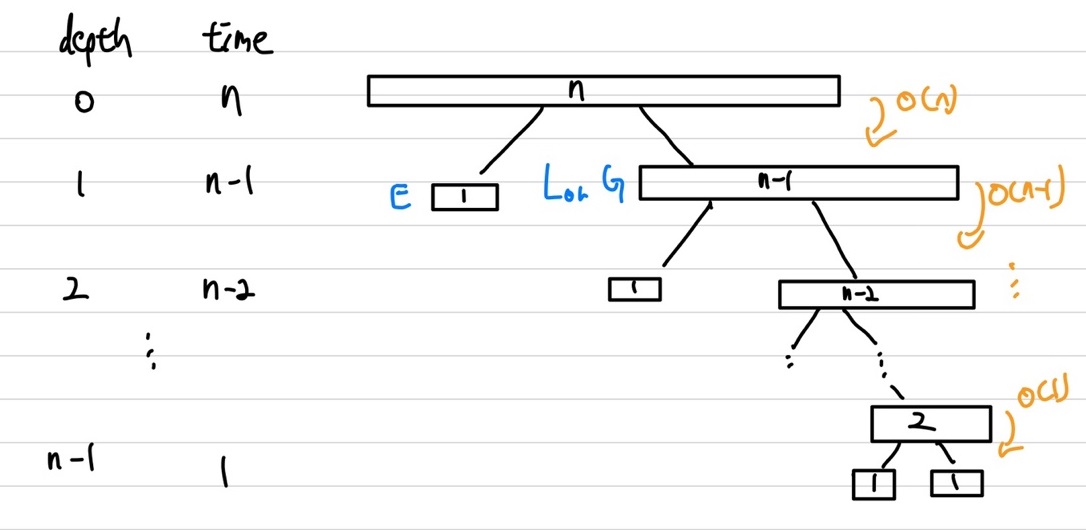 depth time
0 n n O(n)
1 n-1 E 1 L or G n-1 O(n-1)
2 n-2 1 n-2 ⋮
⋮ ⋮ ⋮
2 O(1)
n-1 1 1 1